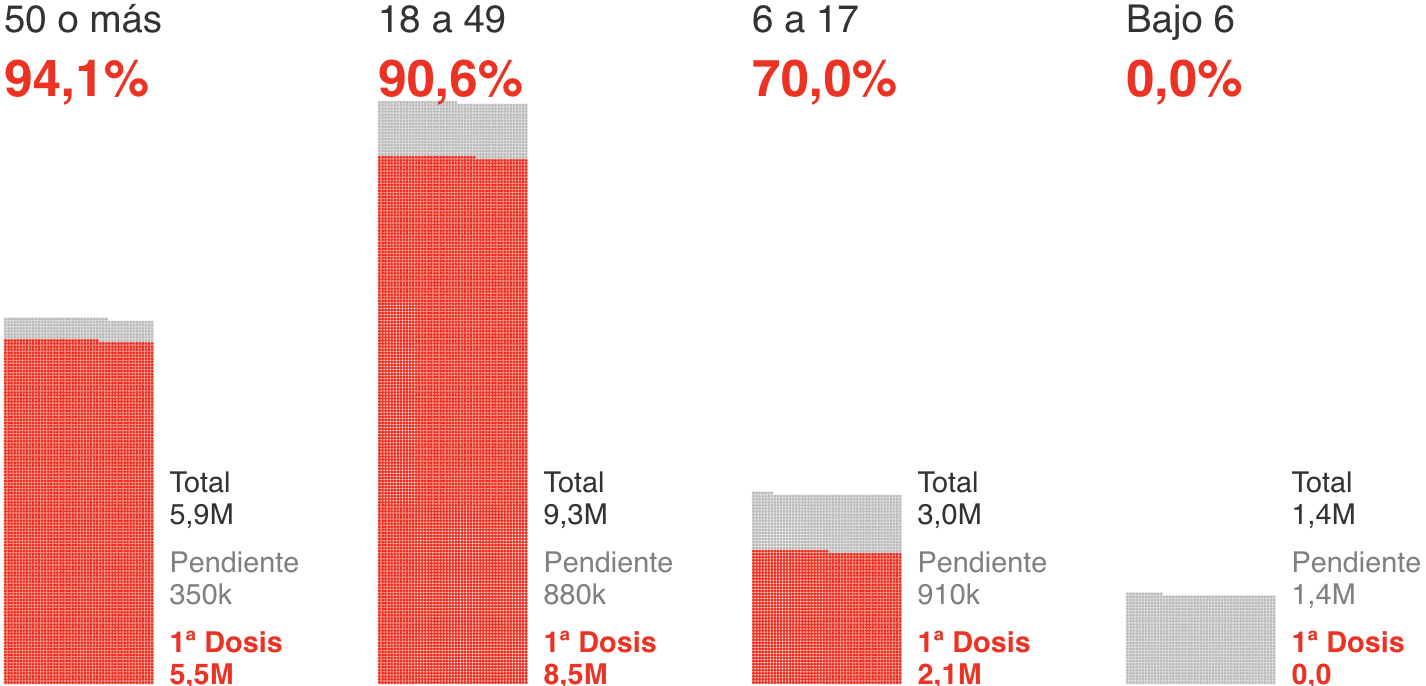 50 o más
94,1%
Total
5,9M
Pendiente
350k
1ª Dosis
5,5M
18 a 49
90,6%
Total
9,3M
Pendiente
880k
1ª Dosis
8,5M
6 a 17
70,0%
Total
3,0M
Pendiente
910k
1ª Dosis
2,1M
Bajo 6
0,0%
Total
1,4M
Pendiente
1,4M
1ª Dosis
0,0